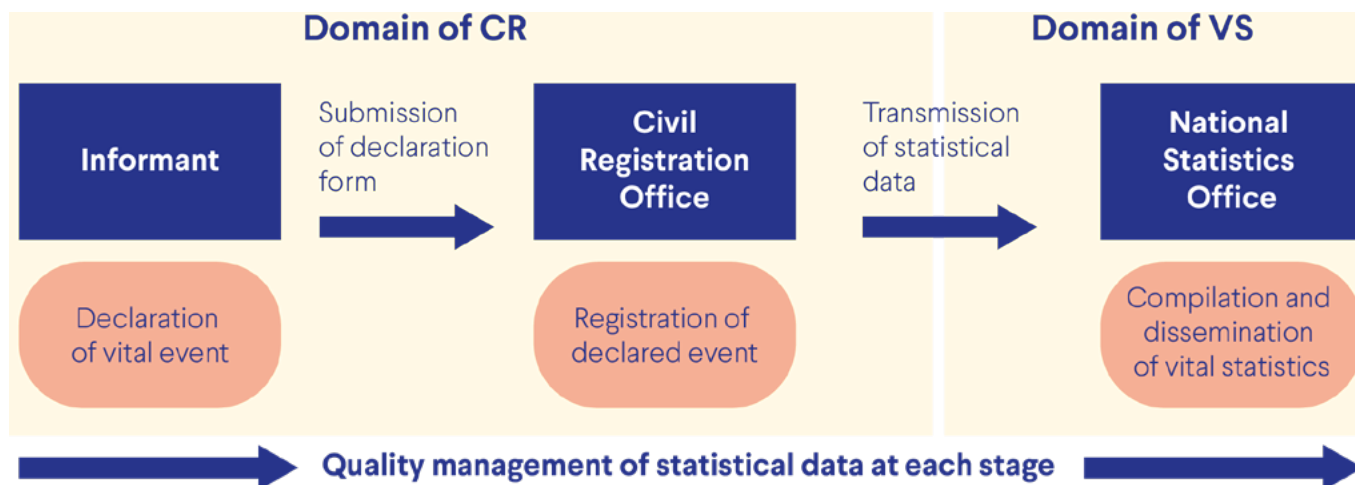 Domain of CR
Domain of VS
Informant
Submission
of declaration
form
Civil
Registration
Office
Transmission
of statistical
data
National
Statistics
Office
Declaration
of vital event
Registration of
declared event
Compilation and
dissemination
of vital statistics
Quality management of statistical data at each stage